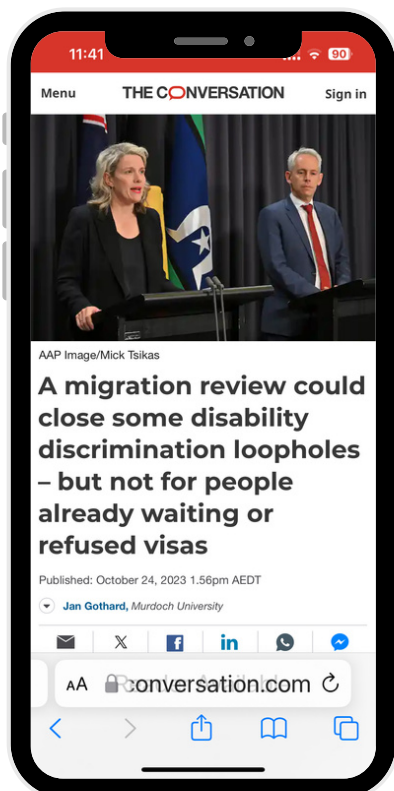 11:41
90
Menu
THE CONVERSATION
Sign in
AAP Image/Mick Tsikas
A migration review could
close some disability
discrimination loopholes
– but not for people
already waiting or
refused visas
Published: October 24, 2023 1.56pm AEDT
Jan Gothard, Murdoch University
AA
conversation.com